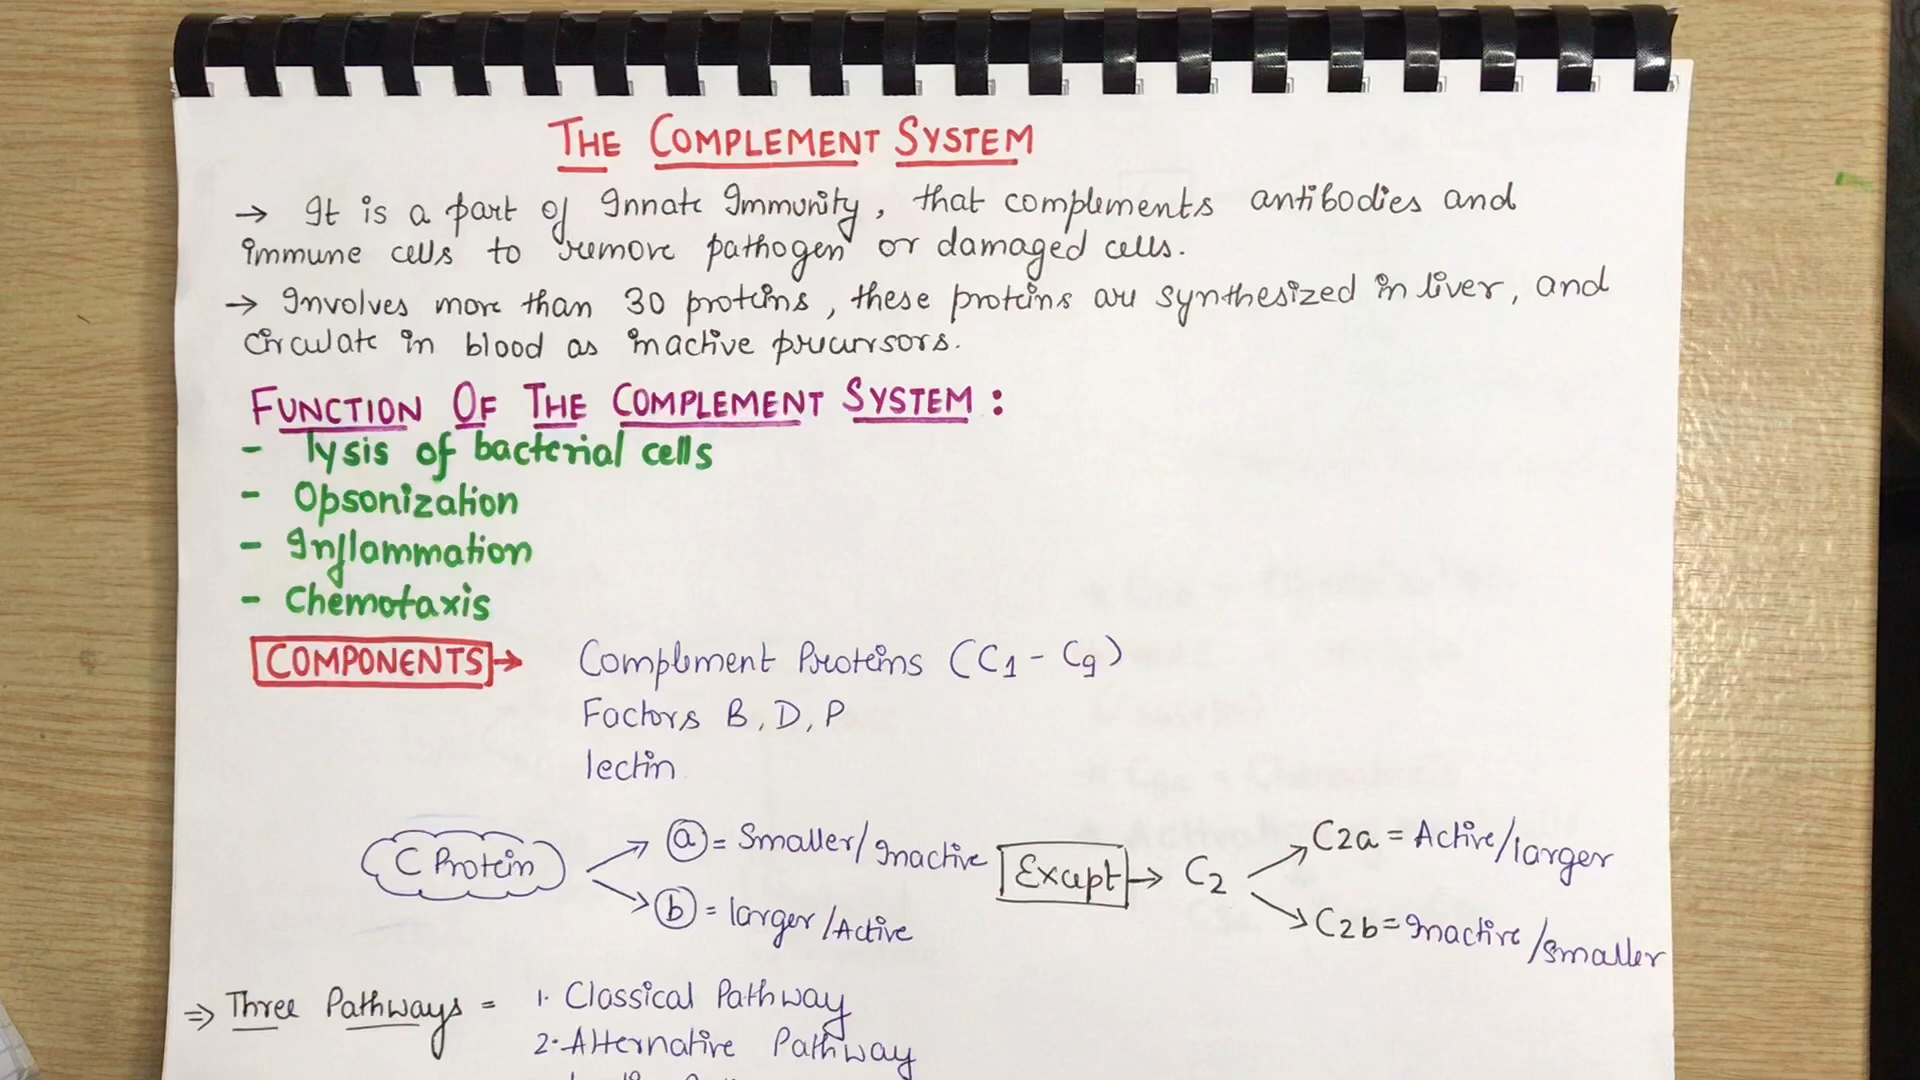 THE COMPLEMENT SYSTEM
→ It is a part of Innate Immunity, that complements antibodies and
immune cells to remove pathogen or damaged cells.
→ Involves more than 30 proteins, these proteins are synthesized in liver, and
circulate in blood as inactive precursors.
FUNCTION OF THE COMPLEMENT SYSTEM :
- lysis of bacterial cells
- Opsonization
- Inflammation
- Chemotaxis
COMPONENTS → Complement Proteins (C1 - C9)
Factors B, D, P
lectin
C Protein
a = Smaller/Inactive
b = larger/Active
Except → C2
C2a = Active/larger
C2b = Inactive/smaller
⇒ Three Pathways = 1. Classical Pathway
2. Alternative Pathway